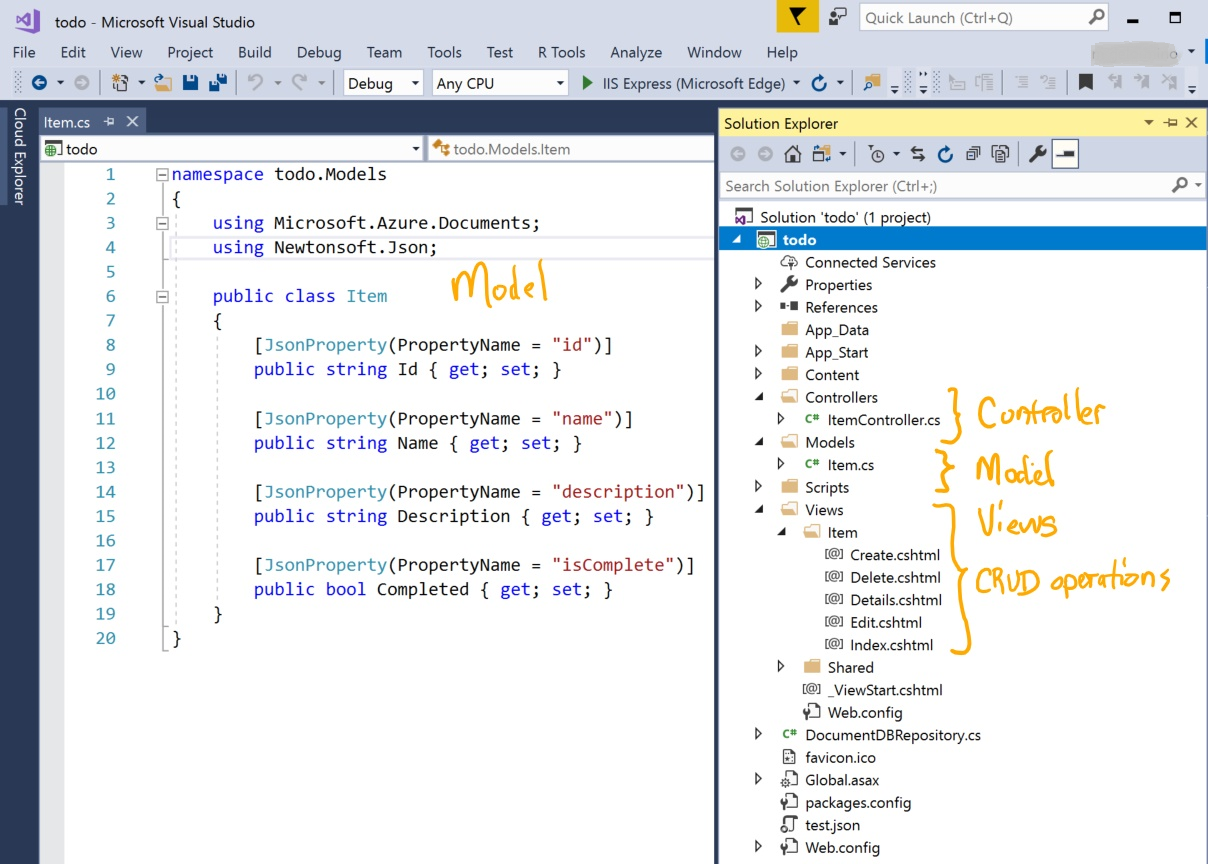 todo - Microsoft Visual Studio
Quick Launch (Ctrl+Q)
File Edit View Project Build Debug Team Tools Test R Tools Analyze Window Help
Debug Any CPU IIS Express (Microsoft Edge)
Cloud Explorer
Item.cs
todo todo.Models.Item
1 namespace todo.Models
2 {
3 using Microsoft.Azure.Documents;
4 using Newtonsoft.Json;
5
Model
6 public class Item
7 {
8 [JsonProperty(PropertyName = "id")]
9 public string Id { get; set; }
10
11 [JsonProperty(PropertyName = "name")]
12 public string Name { get; set; }
13
14 [JsonProperty(PropertyName = "description")]
15 public string Description { get; set; }
16
17 [JsonProperty(PropertyName = "isComplete")]
18 public bool Completed { get; set; }
19 }
20 }
Solution Explorer
Search Solution Explorer (Ctrl+;)
Solution 'todo' (1 project)
todo
Connected Services
Properties
References
App_Data
App_Start
Content
Controllers
C# ItemController.cs
Controller
Models
C# Item.cs
Model
Scripts
Views
Views
Item
Create.cshtml
Delete.cshtml
CRUD operations
Details.cshtml
Edit.cshtml
Index.cshtml
Shared
_ViewStart.cshtml
Web.config
C# DocumentDBRepository.cs
favicon.ico
Global.asax
packages.config
test.json
Web.config